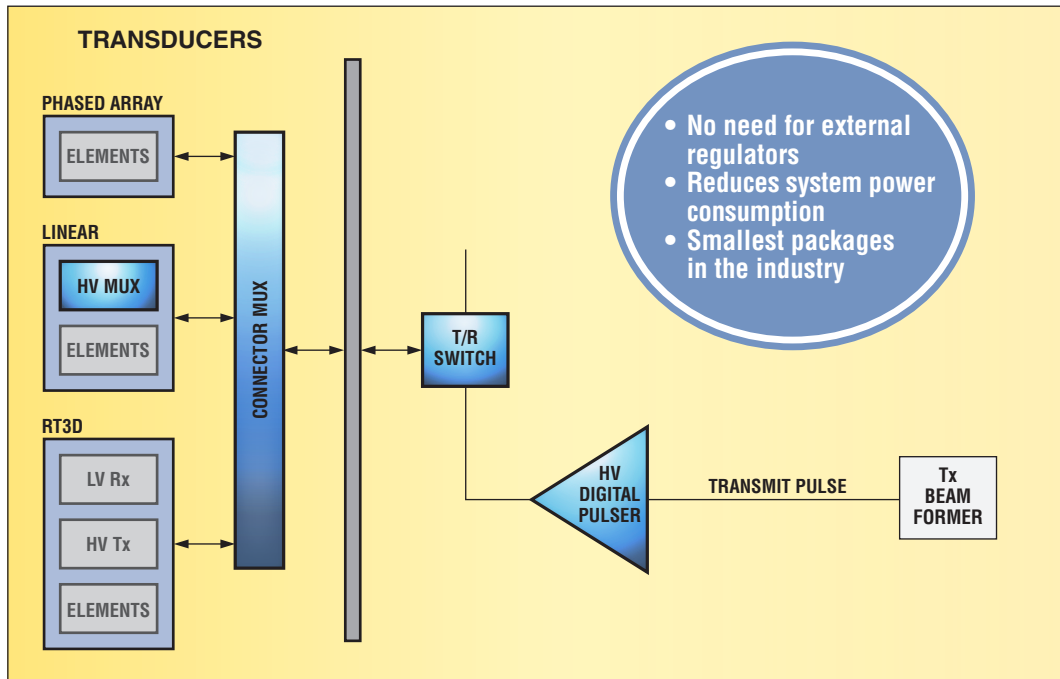 TRANSDUCERS
PHASED ARRAY
ELEMENTS
LINEAR
HV MUX
ELEMENTS
RT3D
LV Rx
HV Tx
ELEMENTS
CONNECTOR MUX
T/R
SWITCH
HV
DIGITAL
PULSER
TRANSMIT PULSE
Tx
BEAM
FORMER
• No need for external
regulators
• Reduces system power
consumption
• Smallest packages
in the industry